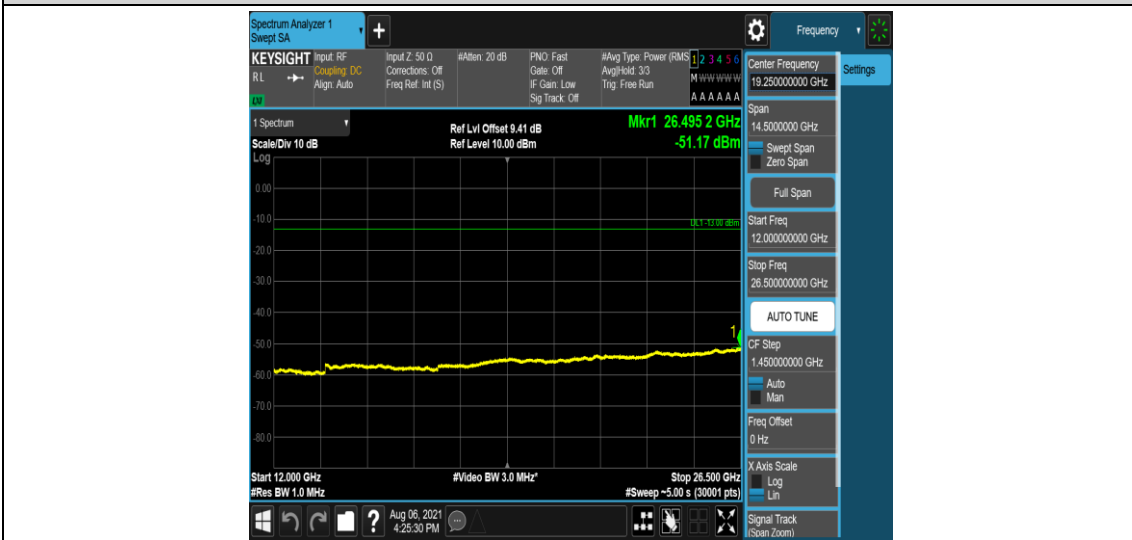 Spectrum Analyzer 1
Swept SA
+
Frequency
KEYSIGHT
RL
LXI
Input: RF
Coupling: DC
Align: Auto
Input Z: 50 Ω
Corrections: Off
Freq Ref: Int (S)
#Atten: 20 dB
PNO: Fast
Gate: Off
IF Gain: Low
Sig Track: Off
#Avg Type: Power (RMS
Avg|Hold: 3/3
Trig: Free Run
1 2 3 4 5 6
M W W W W W
A A A A A A
1 Spectrum
Scale/Div 10 dB
Log
Ref Lvl Offset 9.41 dB
Ref Level 10.00 dBm
Mkr1 26.495 2 GHz
-51.17 dBm
0.00
-10.0
-20.0
-30.0
-40.0
-50.0
-60.0
-70.0
-80.0
DL1 -13.00 dBm
1
Start 12.000 GHz
#Res BW 1.0 MHz
#Video BW 3.0 MHz*
Stop 26.500 GHz
#Sweep ~5.00 s (30001 pts)
?
Aug 06, 2021
4:25:30 PM
Center Frequency
19.250000000 GHz
Settings
Span
14.5000000 GHz
Swept Span
Zero Span
Full Span
Start Freq
12.000000000 GHz
Stop Freq
26.500000000 GHz
AUTO TUNE
CF Step
1.450000000 GHz
Auto
Man
Freq Offset
0 Hz
X Axis Scale
Log
Lin
Signal Track
(Span Zoom)